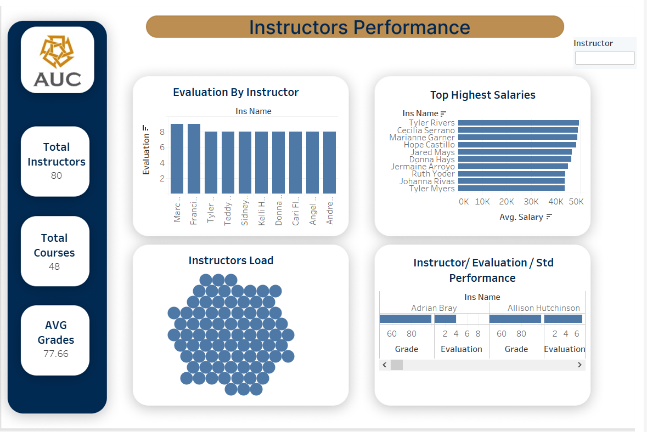 Instructors Performance
Instructor
AUC
Total
Instructors
80
Total
Courses
48
AVG
Grades
77.66
Evaluation By Instructor
Ins Name
Evaluation
8
6
4
2
Marc..
Franci..
Tyler ..
Teddy ..
Sidney..
Kelli H..
Donna..
Carl Fl..
Angel ..
Andre..
Top Highest Salaries
Ins Name
Tyler Rivers
Cecilia Serrano
Marianne Garner
Hope Castillo
Jared Mays
Donna Hays
Jermaine Arroyo
Ruth Yoder
Johanna Rivas
Tyler Myers
0K 10K 20K 30K 40K 50K
Avg. Salary
Instructors Load
Instructor/ Evaluation / Std
Performance
Ins Name
Adrian Bray Allison Hutchinson
60 80 2 4 6 8 60 80 2 4 6
Grade Evaluation Grade Evaluation